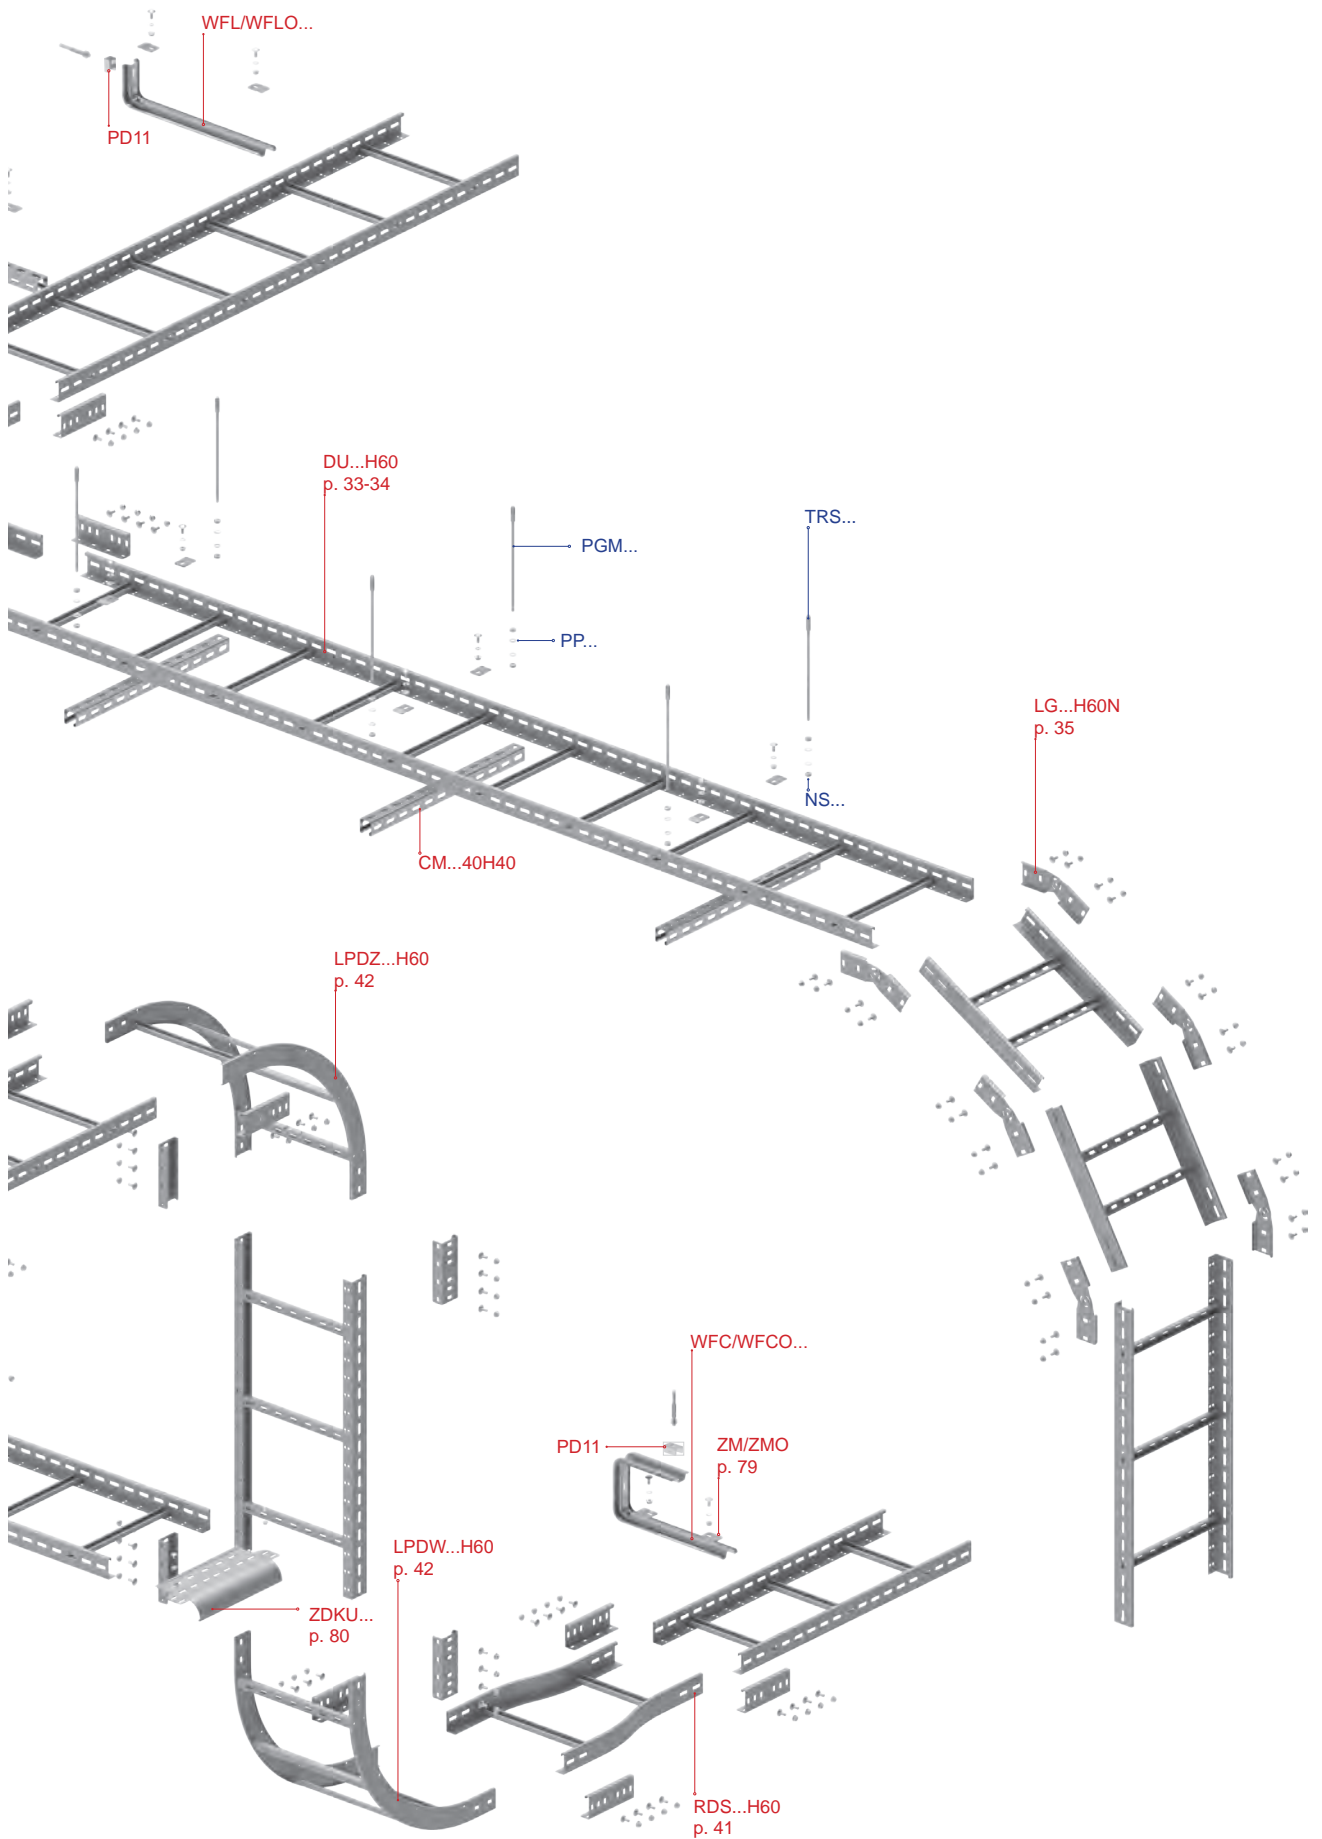 WFL/WFLO...
PD11
DU...H60
p. 33-34
TRS...
PGM...
PP...
LG...H60N
p. 35
NS...
CM...40H40
LPDZ...H60
p. 42
WFC/WFCO...
PD11
ZM/ZMO
p. 79
LPDW...H60
p. 42
ZDKU...
p. 80
RDS...H60
p. 41